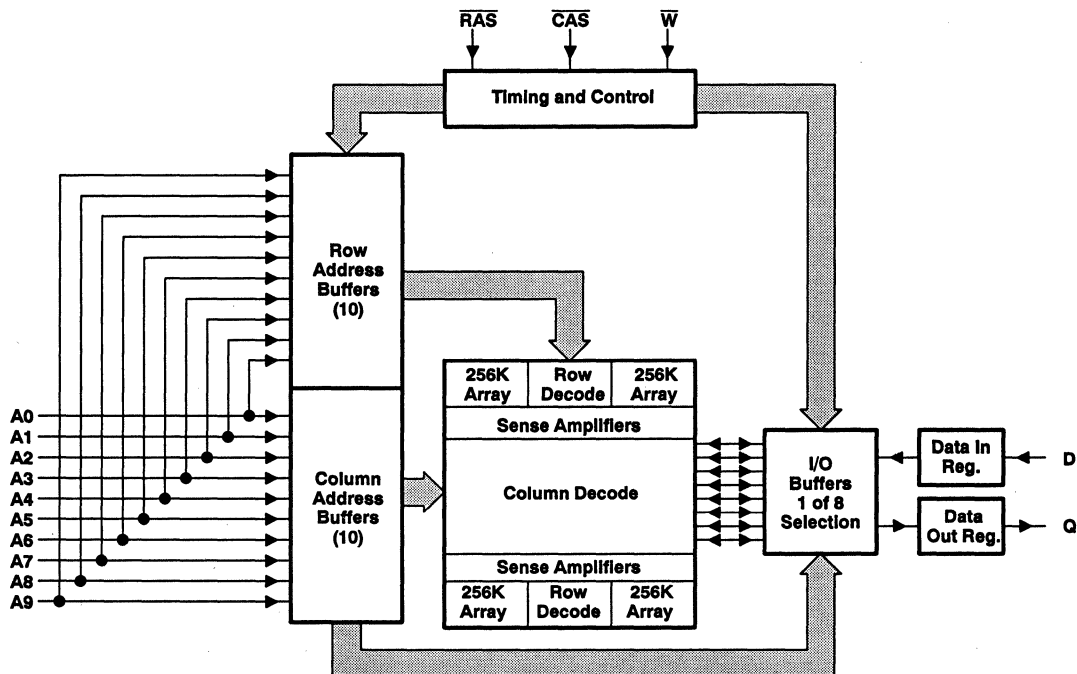 R̅A̅S̅ C̅A̅S̅ W̅
Timing and Control
Row
Address
Buffers
(10)
256K
Array
Row
Decode
256K
Array
Sense Amplifiers
A0
A1
A2
A3
A4
A5
A6
A7
A8
A9
Column
Address
Buffers
(10)
Column Decode
I/O
Buffers
1 of 8
Selection
Data In
Reg.
D
Data
Out Reg.
Q
Sense Amplifiers
256K
Array
Row
Decode
256K
Array